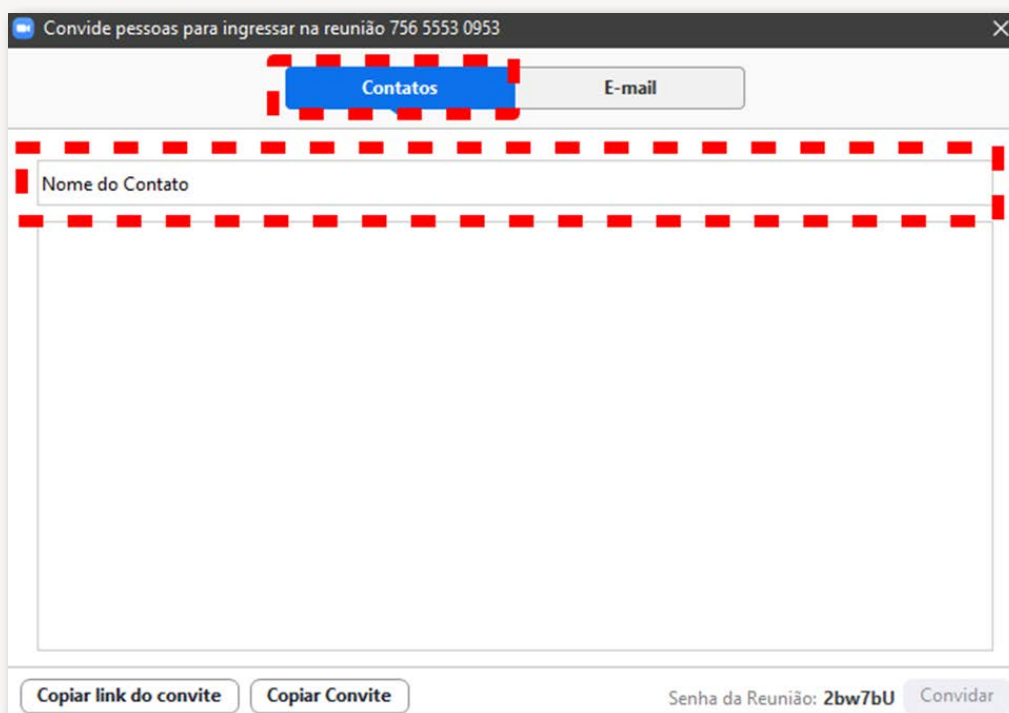 Convide pessoas para ingressar na reunião 756 5553 0953
Contatos E-mail
Nome do Contato
Copiar link do convite Copiar Convite Senha da Reunião: 2bw7bU Convidar